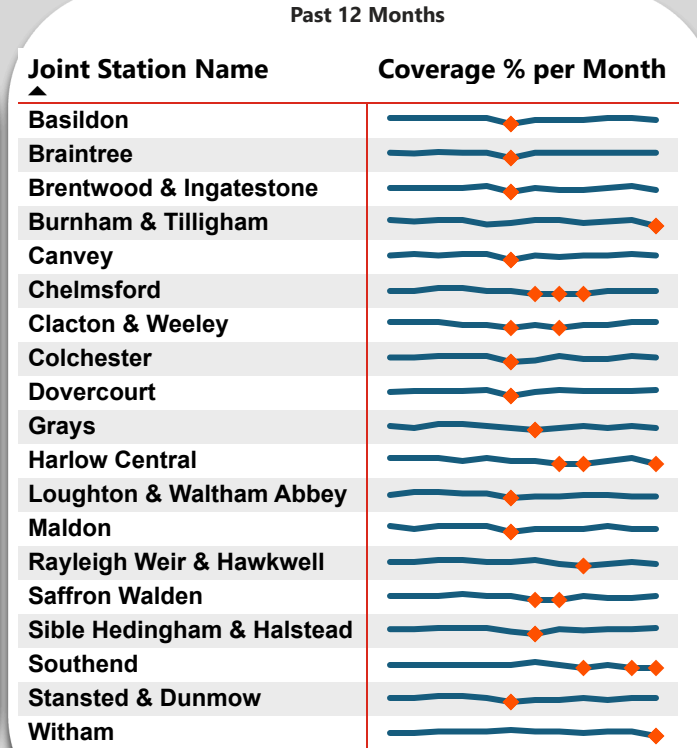 Past 12 Months
Joint Station Name Coverage % per Month
Basildon
Braintree
Brentwood & Ingatestone
Burnham & Tilligham
Canvey
Chelmsford
Clacton & Weeley
Colchester
Dovercourt
Grays
Harlow Central
Loughton & Waltham Abbey
Maldon
Rayleigh Weir & Hawkwell
Saffron Walden
Sible Hedingham & Halstead
Southend
Stansted & Dunmow
Witham